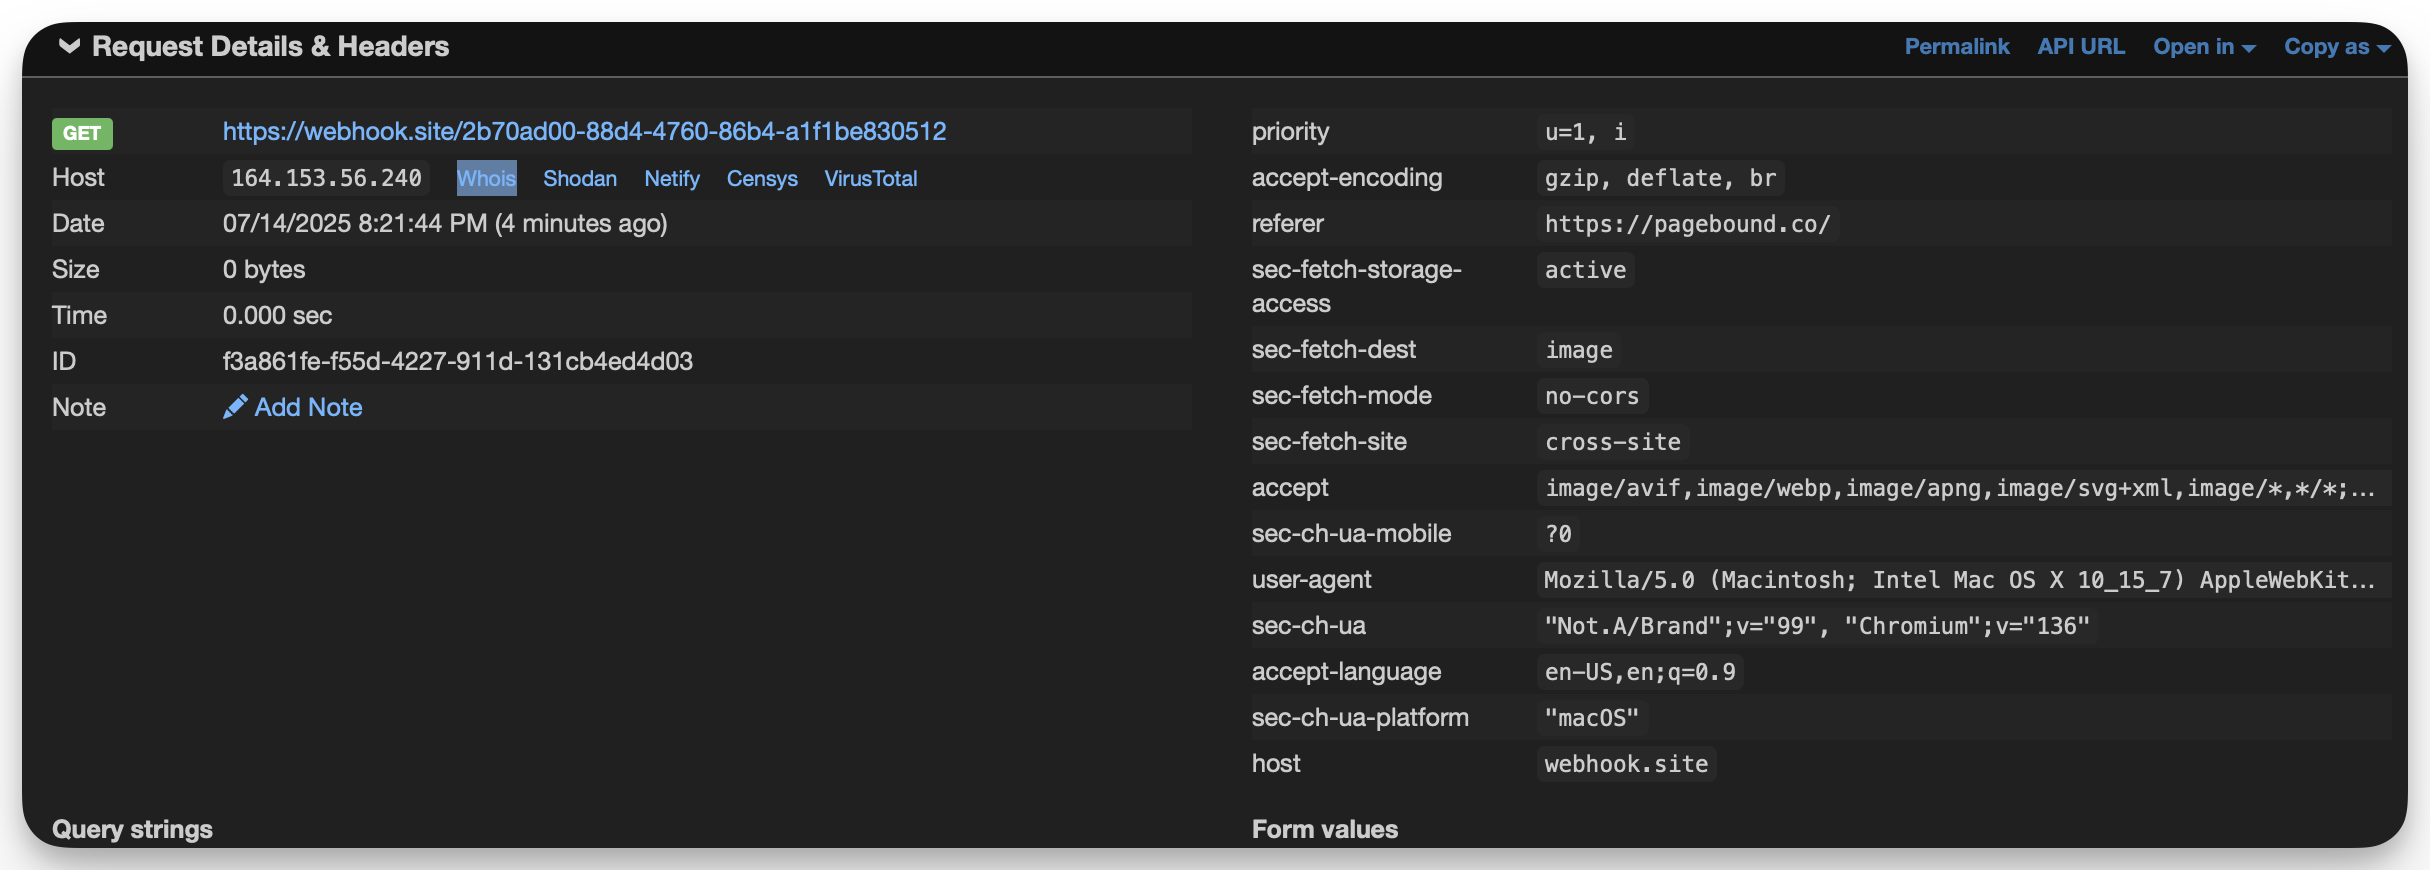 Request Details & Headers
Permalink API URL Open in Copy as
GET https://webhook.site/2b70ad00-88d4-4760-86b4-a1f1be830512
Host 164.153.56.240 Whois Shodan Netify Censys VirusTotal
Date 07/14/2025 8:21:44 PM (4 minutes ago)
Size 0 bytes
Time 0.000 sec
ID f3a861fe-f55d-4227-911d-131cb4ed4d03
Note Add Note
priority u=1, i
accept-encoding gzip, deflate, br
referer https://pagebound.co/
sec-fetch-storage- active
access
sec-fetch-dest image
sec-fetch-mode no-cors
sec-fetch-site cross-site
accept image/avif,image/webp,image/apng,image/svg+xml,image/*,*/*;...
sec-ch-ua-mobile ?0
user-agent Mozilla/5.0 (Macintosh; Intel Mac OS X 10_15_7) AppleWebKit...
sec-ch-ua "Not.A/Brand";v="99", "Chromium";v="136"
accept-language en-US,en;q=0.9
sec-ch-ua-platform "macOS"
host webhook.site
Query strings
Form values